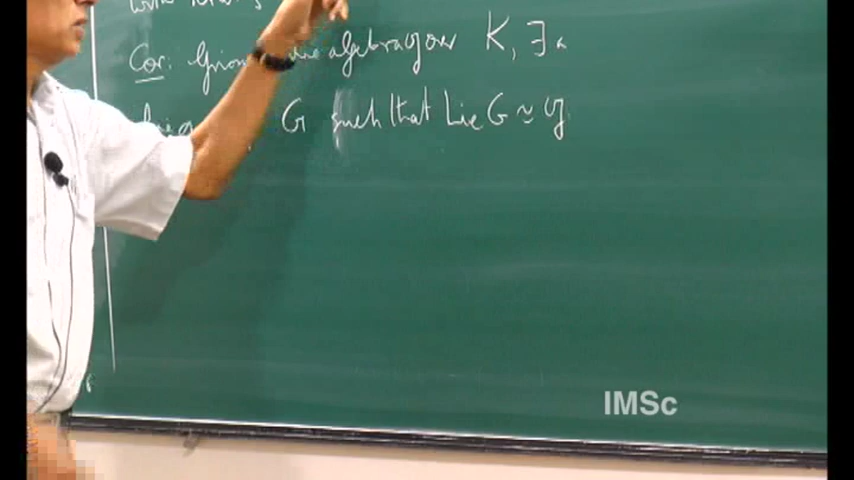 Cor: Given Lie algebra g over K, ∃ a
G such that Lie G ≃ g
IMSc